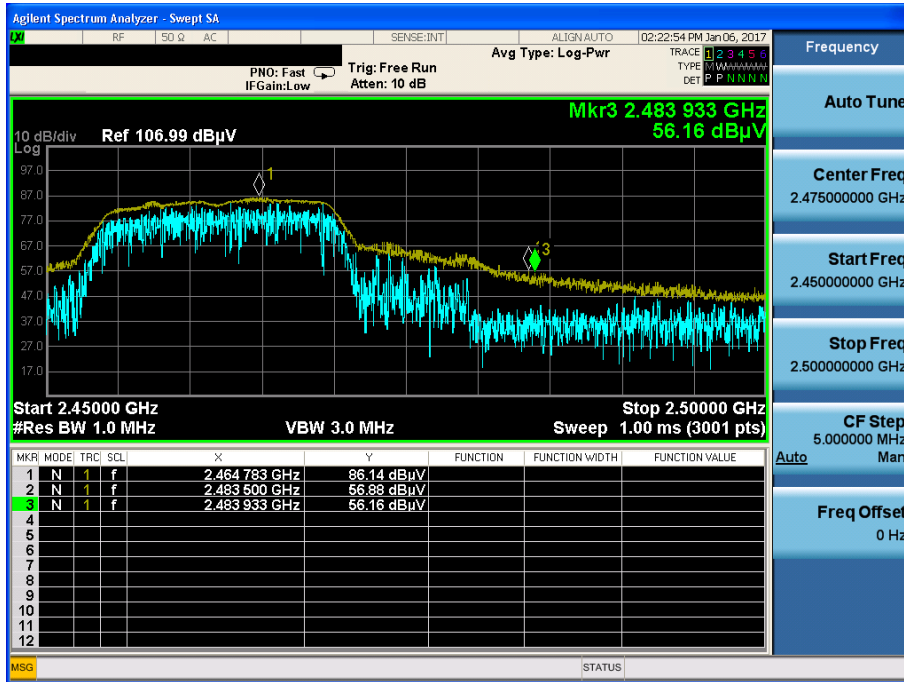 Agilent Spectrum Analyzer - Swept SA
LXI RF 50 Ω AC SENSE:INT ALIGN AUTO 02:22:54 PM Jan 06, 2017
Frequency
PNO: Fast
IFGain:Low
Trig: Free Run
Atten: 10 dB
Avg Type: Log-Pwr
TRACE 1 2 3 4 5 6
TYPE M
DET P P N N N N
Auto Tune
Mkr3 2.483 933 GHz
56.16 dBµV
10 dB/div Ref 106.99 dBµV
Log
97.0
87.0
77.0
67.0
57.0
47.0
37.0
27.0
17.0
1
3
Center Freq
2.475000000 GHz
Start Freq
2.450000000 GHz
Stop Freq
2.500000000 GHz
Start 2.45000 GHz Stop 2.50000 GHz
#Res BW 1.0 MHz VBW 3.0 MHz Sweep 1.00 ms (3001 pts)
CF Step
5.000000 MHz
Auto Man
Freq Offset
0 Hz
MKR MODE TRC SCL X Y FUNCTION FUNCTION WIDTH FUNCTION VALUE
1 N 1 f 2.464 783 GHz 86.14 dBµV
2 N 1 f 2.483 500 GHz 56.88 dBµV
3 N 1 f 2.483 933 GHz 56.16 dBµV
4
5
6
7
8
9
10
11
12
MSG STATUS